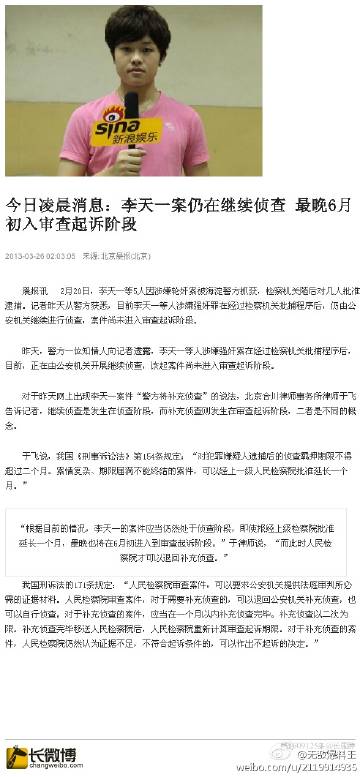 sina
新浪娱乐
今日凌晨消息：李天一案仍在继续侦查 最晚6月
初入审查起诉阶段
2013-03-26 02:03:05 来源:北京晨报(北京)
晨报讯 2月20日，李天一等5人因涉嫌轮奸案被海淀警方抓获，检察机关随后对几人批准
逮捕。记者昨天从警方获悉，目前李天一等人涉嫌强奸罪在经过检察机关批捕程序后，仍由公
安机关继续进行侦查，案件尚未进入审查起诉阶段。
昨天，警方一位知情人向记者透露，李天一等人涉嫌强奸案在经过检察机关批捕程序后，
目前，正在由公安机关开展继续侦查，该起案件尚未进入审查起诉阶段。
对于昨天网上出现李天一案件“警方将补充侦查”的说法，北京合川律师事务所律师于飞
告诉记者，继续侦查是发生在侦查阶段，而补充侦查则发生在审查起诉阶段，二者是不同的概
念。
于飞说，我国《刑事诉讼法》第154条规定：“对犯罪嫌疑人逮捕后的侦查羁押期限不得
超过二个月。案情复杂、期限届满不能终结的案件，可以经上一级人民检察院批准延长一个
月。”
“根据目前的情况，李天一的案件应当仍然处于侦查阶段，即使报经上级检察院批准
延长一个月，最晚也将在6月初进入到审查起诉阶段。”于律师说，“而此时人民检
察院才可以退回补充侦查。”
我国刑诉法的171条规定：“人民检察院审查案件，可以要求公安机关提供法庭审判所必
需的证据材料。人民检察院审查案件，对于需要补充侦查的，可以退回公安机关补充侦查，也
可以自行侦查。对于补充侦查的案件，应当在一个月以内补充侦查完毕。补充侦查以二次为
限，补充侦查完毕移送人民检察院后，人民检察院重新计算审查起诉期限。对于补充侦查的案
件，人民检察院仍然认为证据不足，不符合起诉条件的，可以作出不起诉的决定。”
长微博
changweibo.com
@无敌爆料王
weibo.com/u/2119914935